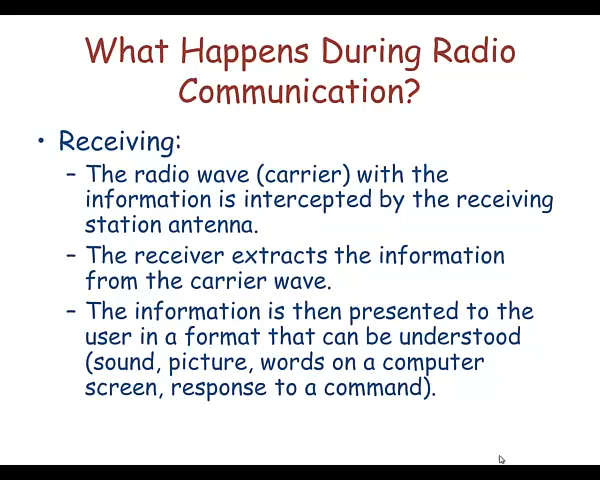 What Happens During Radio
Communication?
• Receiving:
– The radio wave (carrier) with the
information is intercepted by the receiving
station antenna.
– The receiver extracts the information
from the carrier wave.
– The information is then presented to the
user in a format that can be understood
(sound, picture, words on a computer
screen, response to a command).